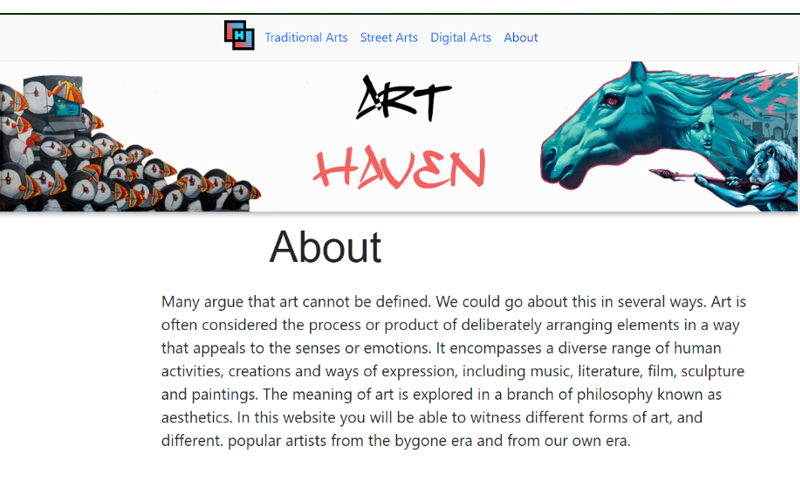 H
Traditional Arts Street Arts Digital Arts About
ART
HAVEN
About
Many argue that art cannot be defined. We could go about this in several ways. Art is
often considered the process or product of deliberately arranging elements in a way
that appeals to the senses or emotions. It encompasses a diverse range of human
activities, creations and ways of expression, including music, literature, film, sculpture
and paintings. The meaning of art is explored in a branch of philosophy known as
aesthetics. In this website you will be able to witness different forms of art, and
different. popular artists from the bygone era and from our own era.